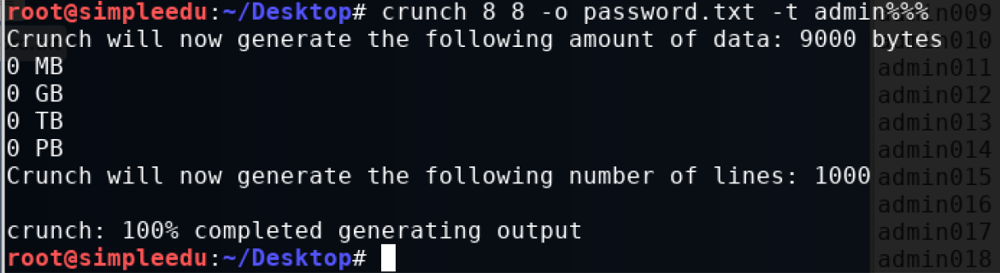 root@simpleedu:~/Desktop# crunch 8 8 -o password.txt -t admin%%%
Crunch will now generate the following amount of data: 9000 bytes
0 MB
0 GB
0 TB
0 PB
Crunch will now generate the following number of lines: 1000
crunch: 100% completed generating output
root@simpleedu:~/Desktop#
n009
010
admin011
admin012
admin013
admin014
admin015
admin016
admin017
admin018